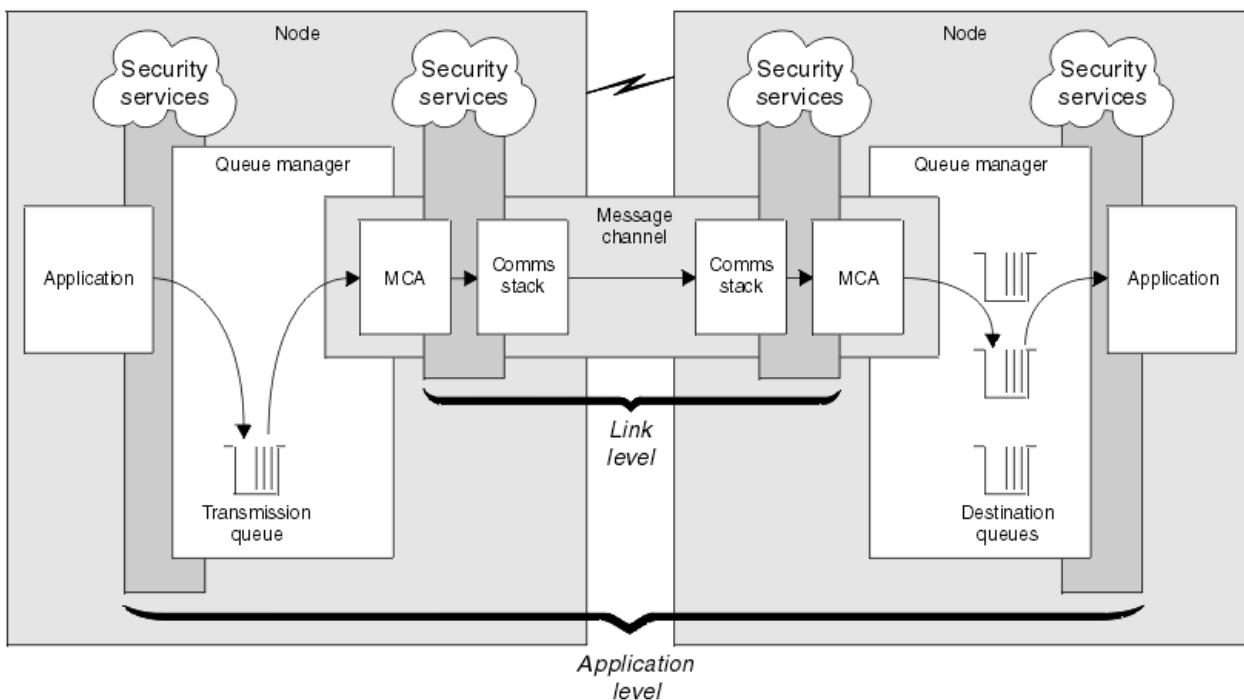 Node
Node
Security
services
Security
services
Security
services
Security
services
Queue manager
Queue manager
Message
channel
Application
MCA
Comms
stack
Comms
stack
MCA
Application
Link
level
Transmission
queue
Destination
queues
Application
level